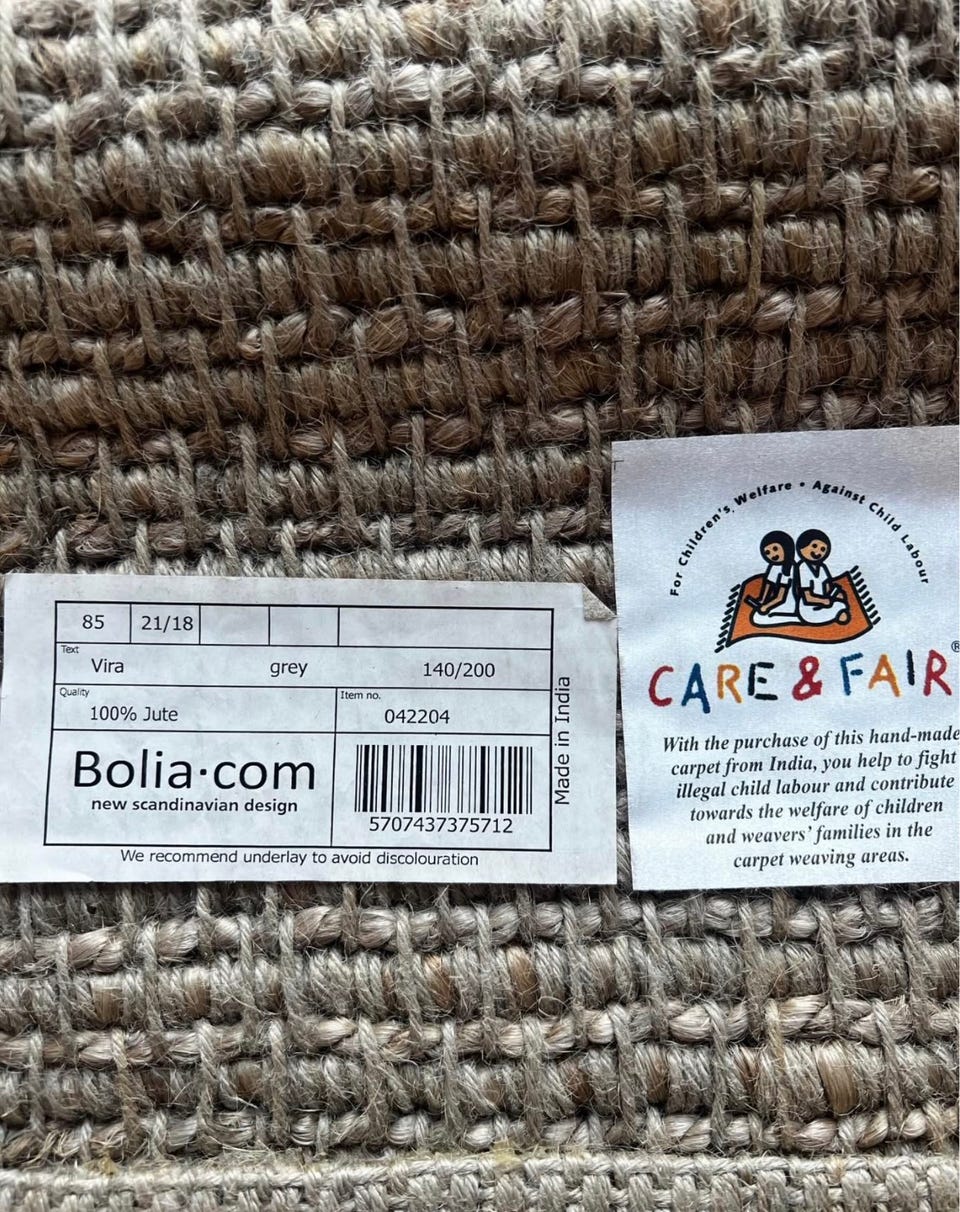 85 21/18
Text
Vira grey 140/200
Quality Item no.
100% Jute 042204
Bolia·com
new scandinavian design
5707437375712
Made in India
We recommend underlay to avoid discolouration
For Children's Welfare • Against Child Labour
CARE & FAIR®
With the purchase of this hand-made
carpet from India, you help to fight
illegal child labour and contribute
towards the welfare of children
and weavers' families in the
carpet weaving areas.